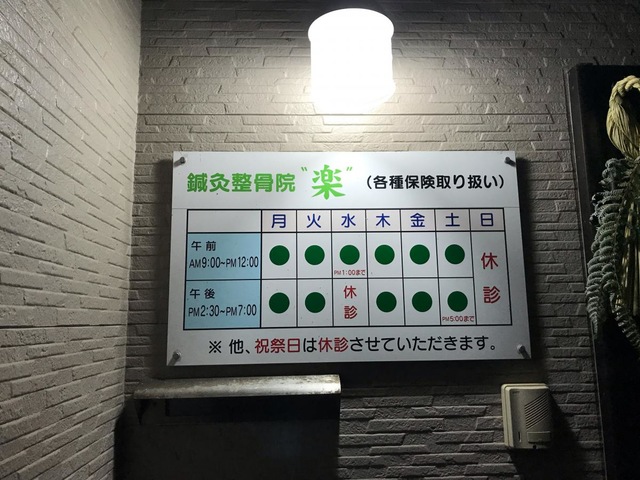 鍼灸整骨院 〝楽〟 （各種保険取り扱い）
月 火 水 木 金 土 日
午前
AM9:00~PM12:00
● ● ● ● ● ●
PM1:00まで
休診
午後
PM2:30~PM7:00
● ● 休診 ● ● ●
PM5:00まで
※ 他、祝祭日は休診させていただきます。